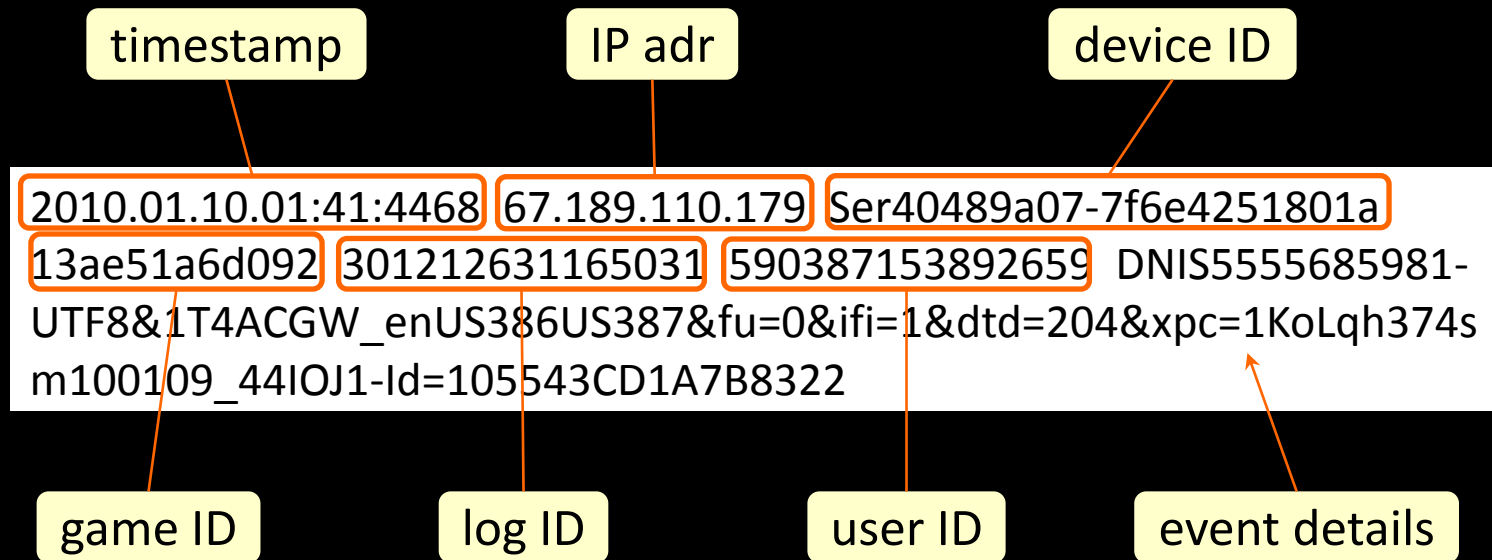 timestamp
IP adr
device ID
2010.01.10.01:41:4468 67.189.110.179 Ser40489a07-7f6e4251801a
13ae51a6d092 301212631165031 590387153892659 DNIS5555685981-
UTF8&1T4ACGW_enUS386US387&fu=0&ifi=1&dtd=204&xpc=1KoLqh374s
m100109_44IOJ1-Id=105543CD1A7B8322
game ID
log ID
user ID
event details